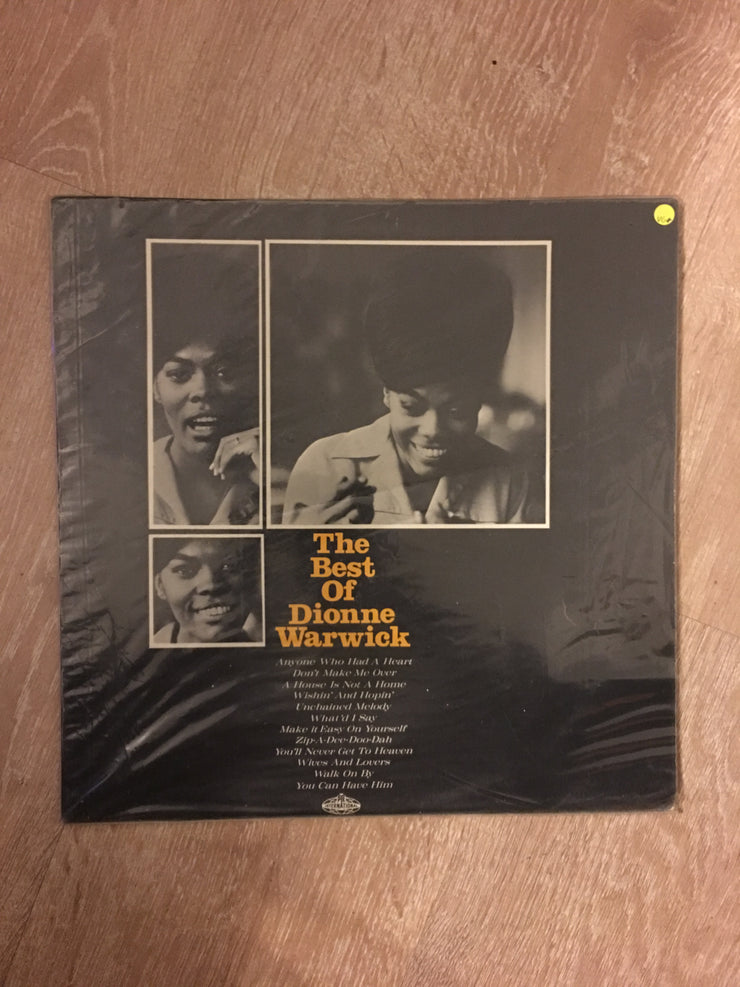 The
Best
Of
Dionne
Warwick
Anyone Who Had A Heart
Don't Make Me Over
A House Is Not A Home
Wishin' And Hopin'
Unchained Melody
What'd I Say
Make it Easy On Yourself
Zip-A-Dee-Doo-Dah
You'll Never Get To Heaven
Wives And Lovers
Walk On By
You Can Have Him
INTERNATIONAL